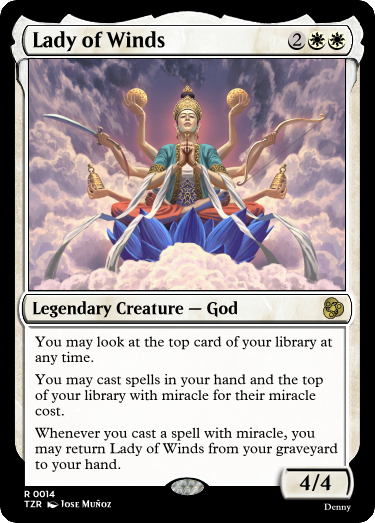 Lady of Winds 2
Legendary Creature — God
You may look at the top card of your library at
any time.
You may cast spells in your hand and the top
of your library with miracle for their miracle
cost.
Whenever you cast a spell with miracle, you
may return Lady of Winds from your graveyard
to your hand.
4/4
R 0014
TZR Jose Muñoz
Denny